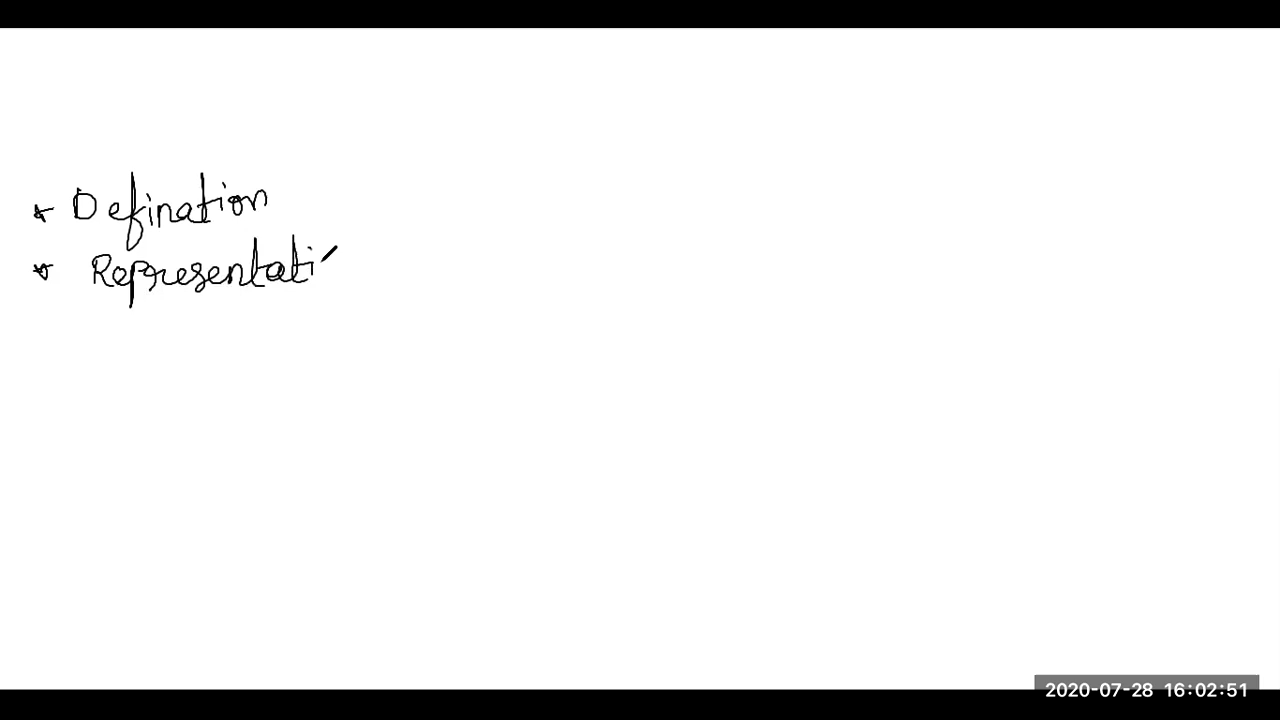 * Defination
* Representati
2020-07-28 16:02:51